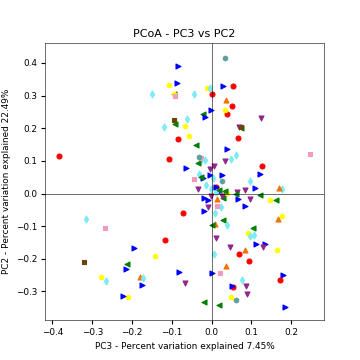 PCoA - PC3 vs PC2
PC2 - Percent variation explained 22.49%
0.4
0.3
0.2
0.1
0.0
−0.1
−0.2
−0.3
−0.4 −0.3 −0.2 −0.1 0.0 0.1 0.2
PC3 - Percent variation explained 7.45%